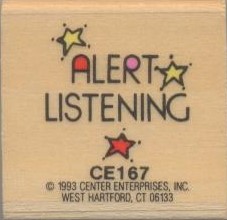 ALERT
LISTENING
CE167
© 1993 CENTER ENTERPRISES, INC.
WEST HARTFORD, CT 06133